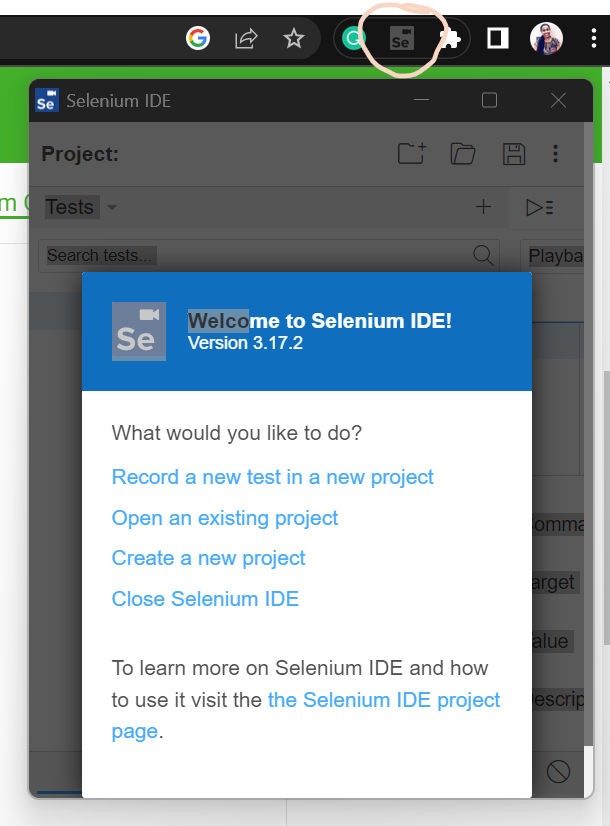 Se
m
Se Selenium IDE
Project:
Tests
Search tests...
Playba
Se
Welcome to Selenium IDE!
Version 3.17.2
What would you like to do?
Record a new test in a new project
Open an existing project
Create a new project
Close Selenium IDE
To learn more on Selenium IDE and how
to use it visit the the Selenium IDE project
page.
Comma
arget
alue
Descrip